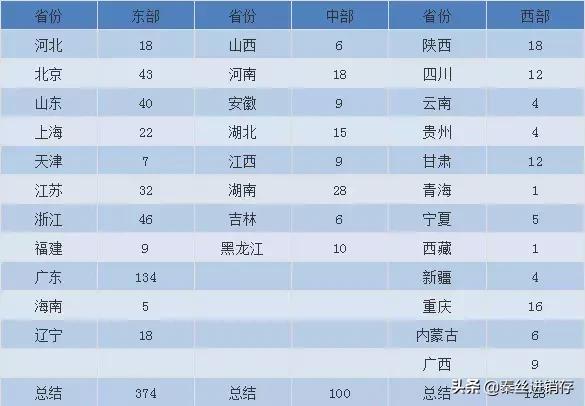 省份 东部 省份 中部 省份 西部
河北 18 山西 6 陕西 18
北京 43 河南 18 四川 12
山东 40 安徽 9 云南 4
上海 22 湖北 15 贵州 4
天津 7 江西 9 甘肃 12
江苏 32 湖南 28 青海 1
浙江 46 吉林 6 宁夏 5
福建 9 黑龙江 10 西藏 1
广东 134 新疆 4
海南 5 重庆 16
辽宁 18 内蒙古 6
广西 9
总结 374 总结 100 总结
头条 @秦丝进销存